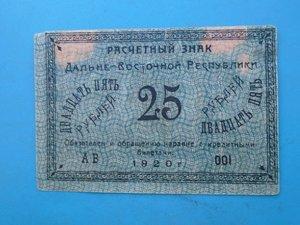 РАСЧЕТНЫЙ ЗНАК
ДАЛЬНЕ-ВОСТОЧНОЙ РЕСПУБЛИКИ
ДВАДЦАТЬ ПЯТЬ
РУБЛЕЙ
25
РУБЛЕЙ
ДВАДЦАТЬ ПЯТЬ
Обязателен к обращению наравне с кредитными
билетами.
АВ 001
1920 г.